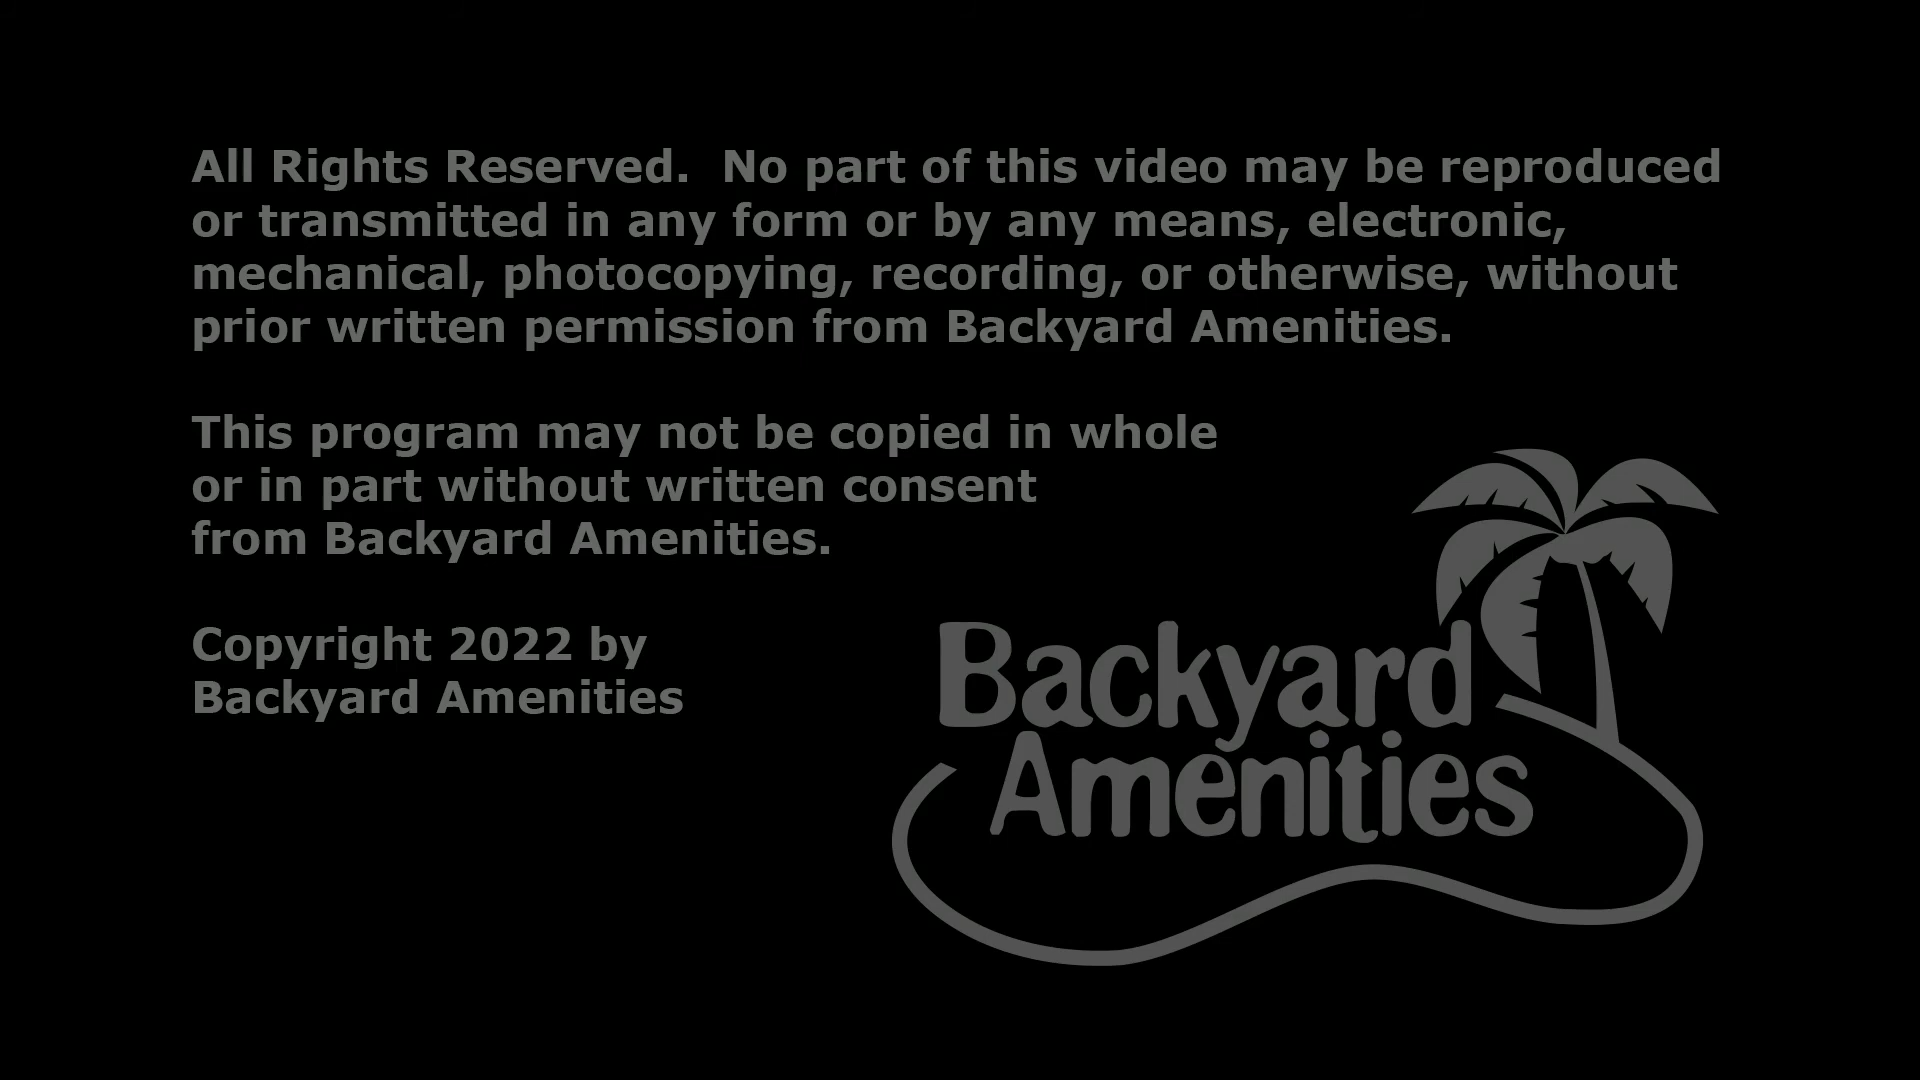 All Rights Reserved.  No part of this video may be reproduced
or transmitted in any form or by any means, electronic,
mechanical, photocopying, recording, or otherwise, without
prior written permission from Backyard Amenities.
This program may not be copied in whole
or in part without written consent
from Backyard Amenities.
Copyright 2022 by
Backyard Amenities
Backyard
Amenities